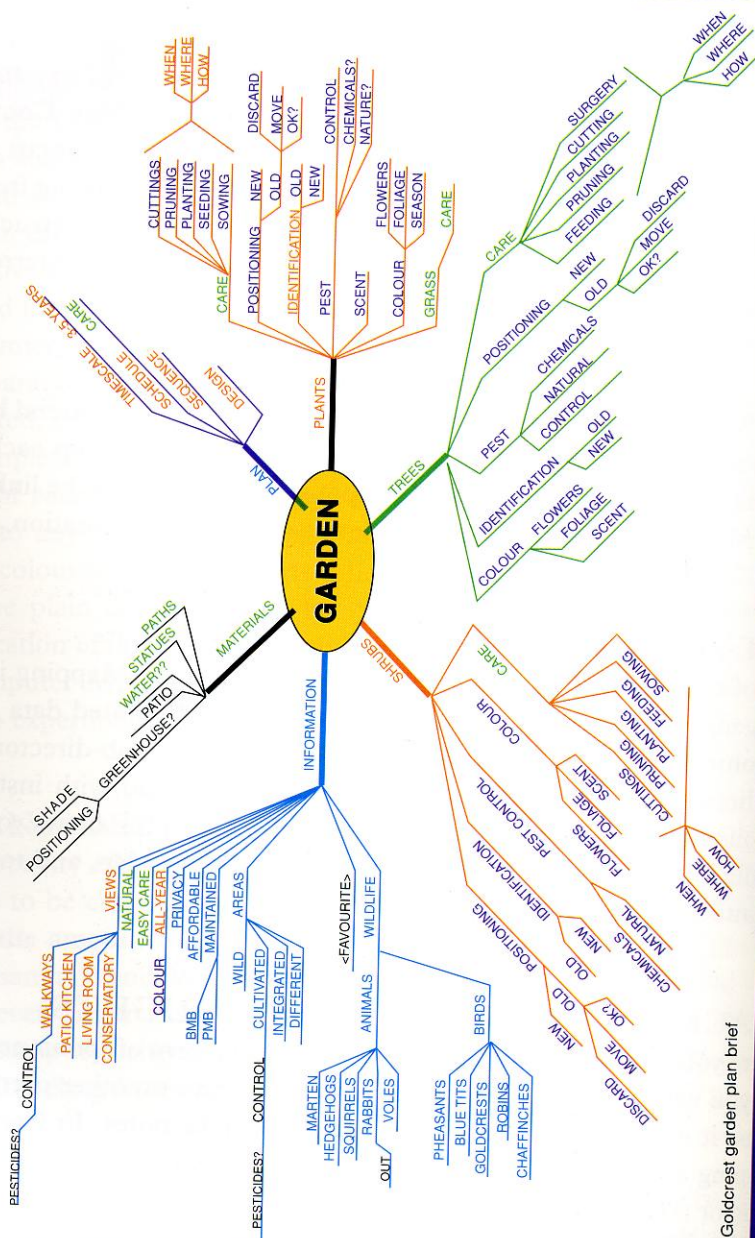 GARDEN
PLAN
TIMESCALE 3-5 YEARS
SCHEDULE CARE
SEQUENCE
DESIGN
PLANTS
CARE
CUTTINGS
PRUNING
PLANTING
SEEDING
SOWING
WHEN
WHERE
HOW
POSITIONING
NEW
OLD
DISCARD
MOVE
OK?
IDENTIFICATION
OLD
NEW
PEST CONTROL
CHEMICALS?
NATURE?
SCENT
COLOUR
FLOWERS
FOLIAGE
SEASON
GRASS CARE
TREES
CARE
SURGERY
CUTTING
PLANTING
PRUNING
FEEDING
WHEN
WHERE
HOW
POSITIONING
NEW
OLD
DISCARD
MOVE
OK?
PEST
CHEMICALS
NATURAL
CONTROL
IDENTIFICATION
OLD
NEW
COLOUR
FLOWERS
FOLIAGE
SCENT
SHRUBS
CARE
SOWING
FEEDING
PLANTING
PRUNING
CUTTINGS
HOW
WHERE
WHEN
COLOUR
SCENT
FOLIAGE
FLOWERS
PEST CONTROL
NATURAL
CHEMICALS
IDENTIFICATION
NEW
OLD
POSITIONING
OLD
NEW
OK?
MOVE
DISCARD
INFORMATION
VIEWS
WALKWAYS
PATIO KITCHEN
LIVING ROOM
CONSERVATORY
PESTICIDES? CONTROL
NATURAL
EASY CARE
ALL-YEAR
COLOUR
PRIVACY
AFFORDABLE
MAINTAINED
BMB
PMB
AREAS
WILD
CULTIVATED
INTEGRATED
DIFFERENT
PESTICIDES? CONTROL
WILDLIFE
<FAVOURITE>
ANIMALS
MARTEN
HEDGEHOGS
SQUIRRELS
RABBITS
VOLES
OUT
BIRDS
PHEASANTS
BLUE TITS
GOLDCRESTS
ROBINS
CHAFFINCHES
MATERIALS
PATHS
STATUES
WATER??
PATIO
GREENHOUSE?
SHADE
POSITIONING
Goldcrest garden plan brief